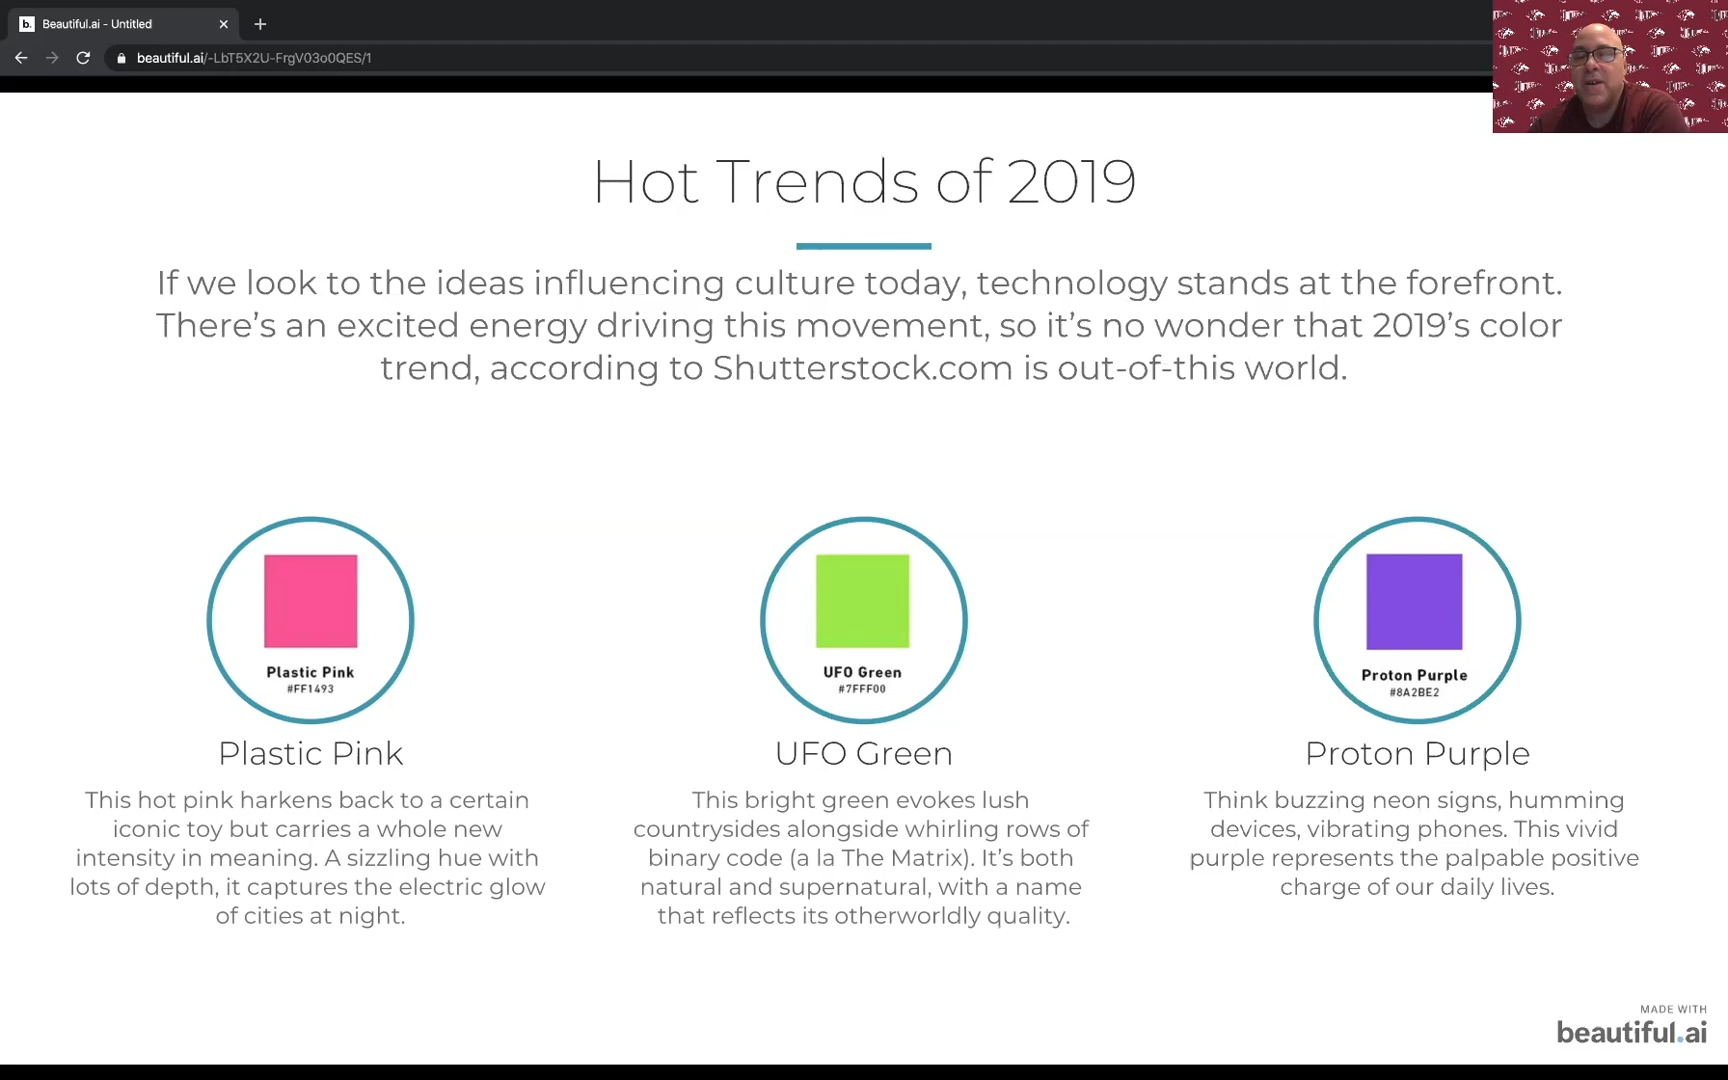 Beautiful.ai - Untitled
beautiful.ai/-LbT5X2U-FrgV03o0QES/1
Hot Trends of 2019
If we look to the ideas influencing culture today, technology stands at the forefront.
There's an excited energy driving this movement, so it's no wonder that 2019's color
trend, according to Shutterstock.com is out-of-this world.
Plastic Pink
#FF1493
Plastic Pink
This hot pink harkens back to a certain
iconic toy but carries a whole new
intensity in meaning. A sizzling hue with
lots of depth, it captures the electric glow
of cities at night.
UFO Green
#7FFF00
UFO Green
This bright green evokes lush
countrysides alongside whirling rows of
binary code (a la The Matrix). It's both
natural and supernatural, with a name
that reflects its otherworldly quality.
Proton Purple
#8A2BE2
Proton Purple
Think buzzing neon signs, humming
devices, vibrating phones. This vivid
purple represents the palpable positive
charge of our daily lives.
MADE WITH
beautiful.ai